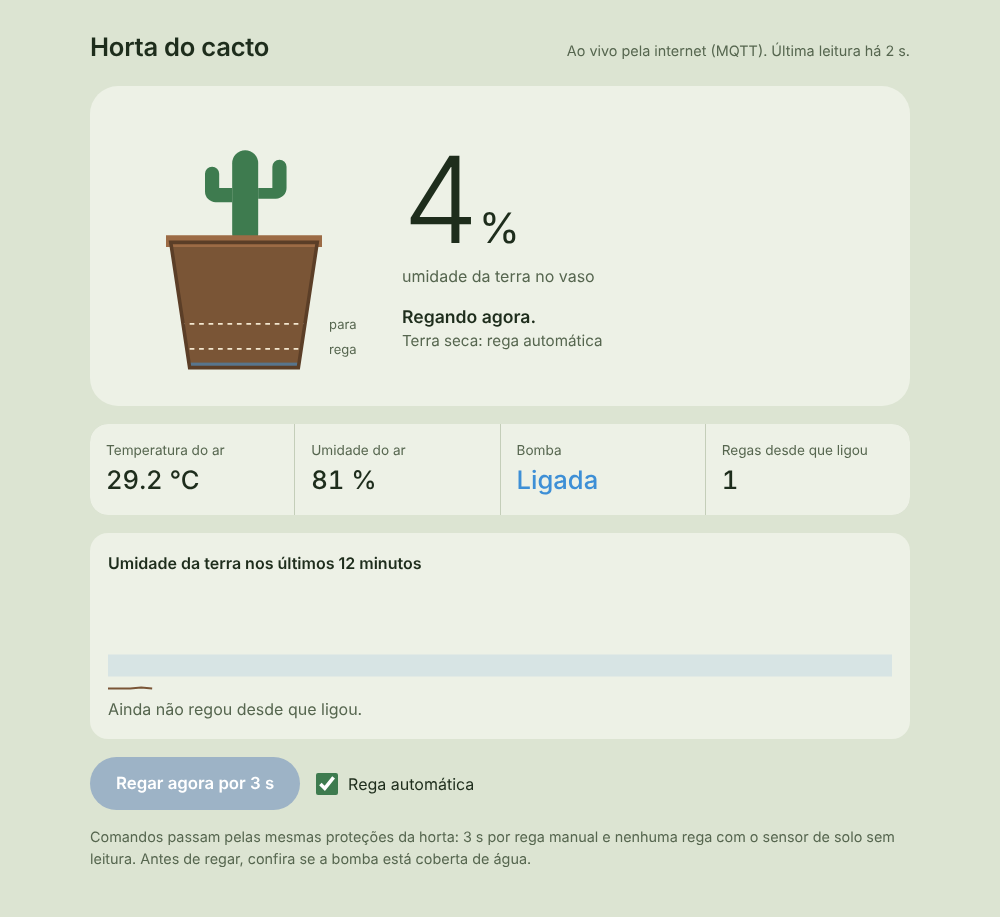 Horta do cacto
Ao vivo pela internet (MQTT). Última leitura há 2 s.
4 %
umidade da terra no vaso
Regando agora.
Terra seca: rega automática
para
rega
Temperatura do ar
29.2 °C
Umidade do ar
81 %
Bomba
Ligada
Regas desde que ligou
1
Umidade da terra nos últimos 12 minutos
Ainda não regou desde que ligou.
Regar agora por 3 s
Rega automática
Comandos passam pelas mesmas proteções da horta: 3 s por rega manual e nenhuma rega com o sensor de solo sem
leitura. Antes de regar, confira se a bomba está coberta de água.